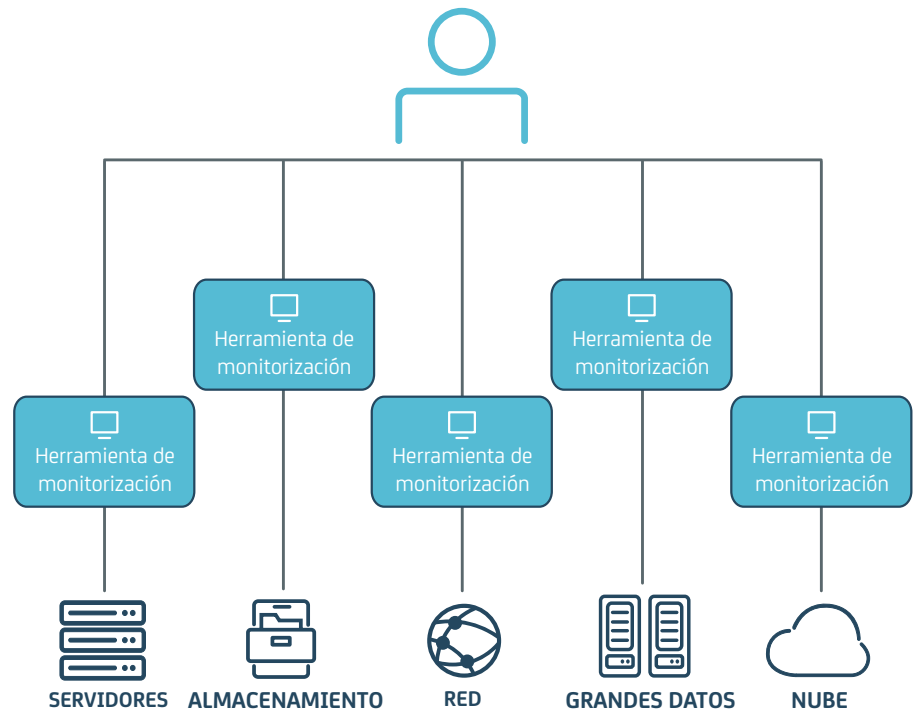 Herramienta de
monitorización
Herramienta de
monitorización
Herramienta de
monitorización
Herramienta de
monitorización
Herramienta de
monitorización
SERVIDORES
ALMACENAMIENTO
RED
GRANDES DATOS
NUBE